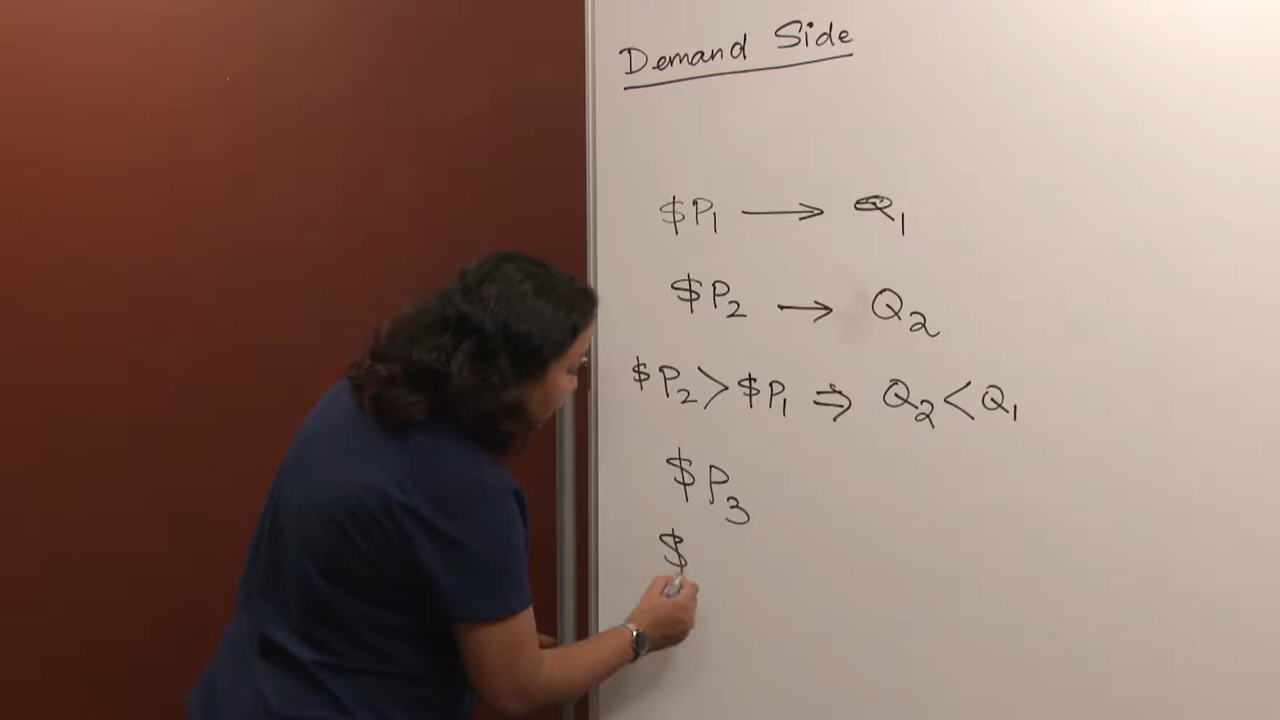 Demand Side
$P₁ ⟶ Q₁
$P₂ → Q₂
$P₂ > $P₁ ⇒ Q₂ < Q₁
$P₃
$